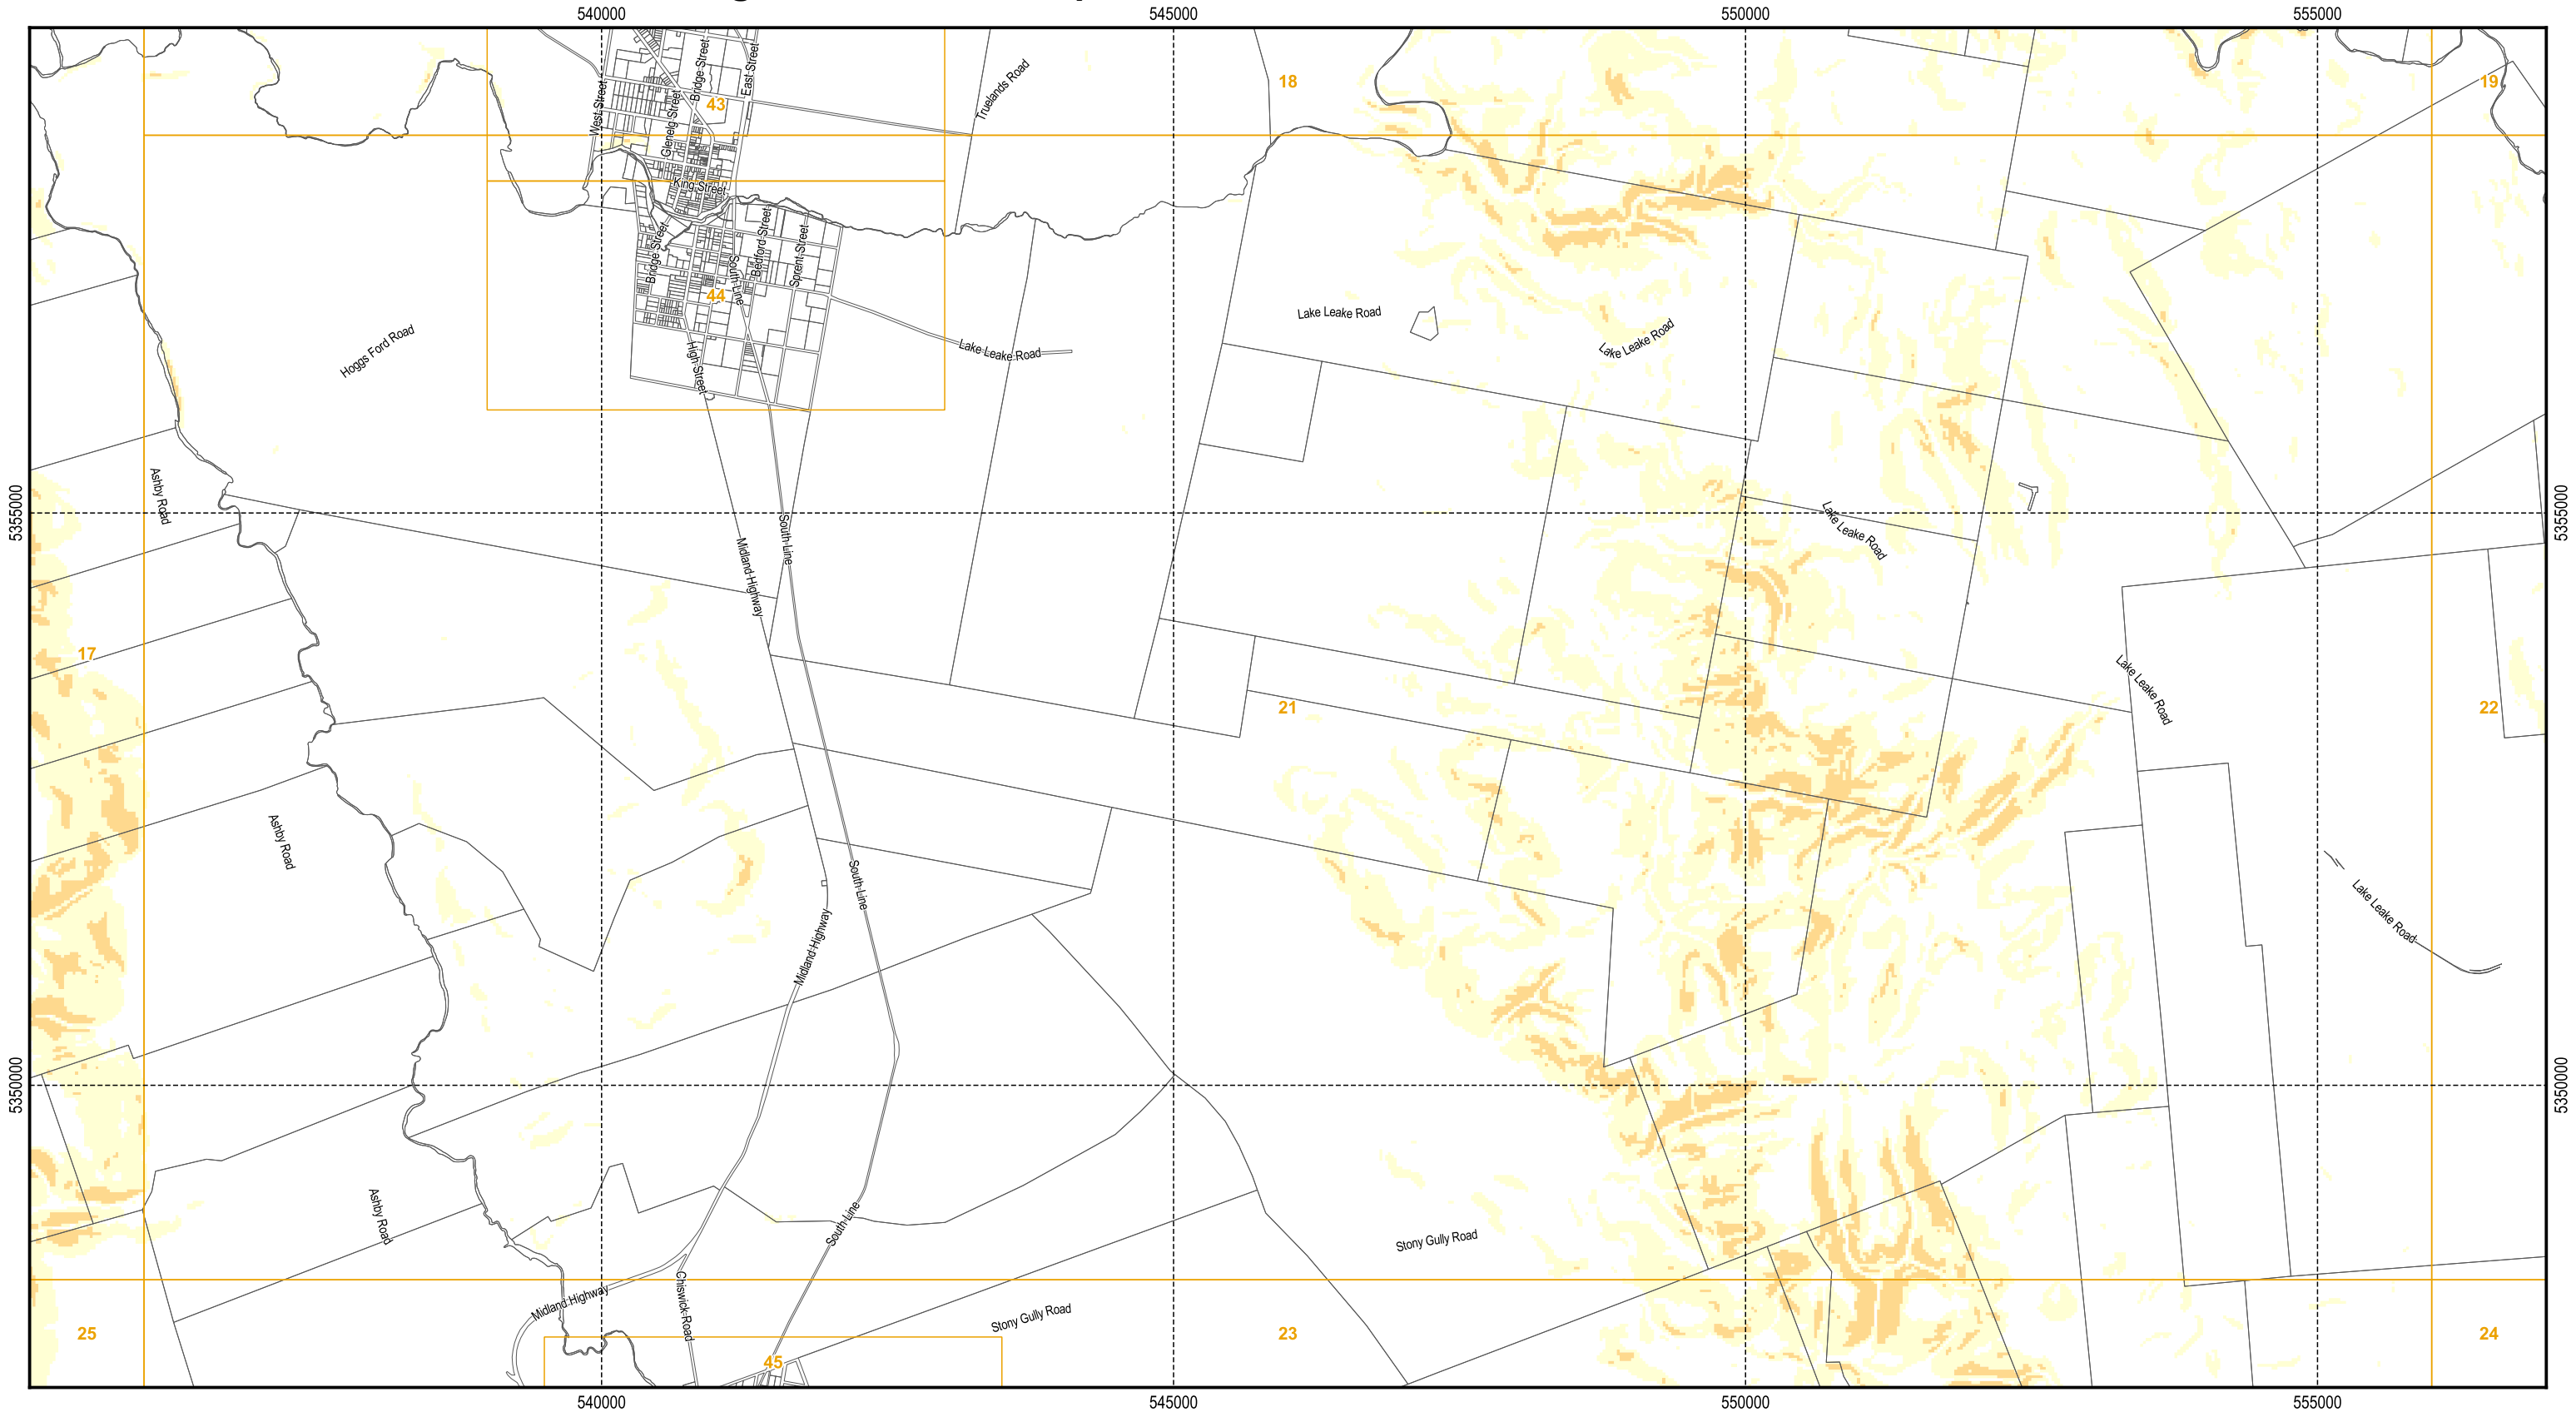 540000
545000
550000
555000
Bridge Street
East Street
West Street
Glenelg Street
43
Truelands Road
18
19
King Street
Bridge Street
South Line
Bedford Street
Sprent Street
44
High Street
Hoggs Ford Road
Lake Leake Road
Lake Leake Road
Lake Leake Road
Ashby Road
5355000
5355000
Midland Highway
South Line
Lake Leake Road
17
21
22
Lake Leake Road
Ashby Road
South Line
Midland Highway
Lake Leake Road
5350000
5350000
Ashby Road
South Line
Stony Gully Road
Midland Highway
Chiswick Road
Stony Gully Road
25
45
23
24
540000
545000
550000
555000